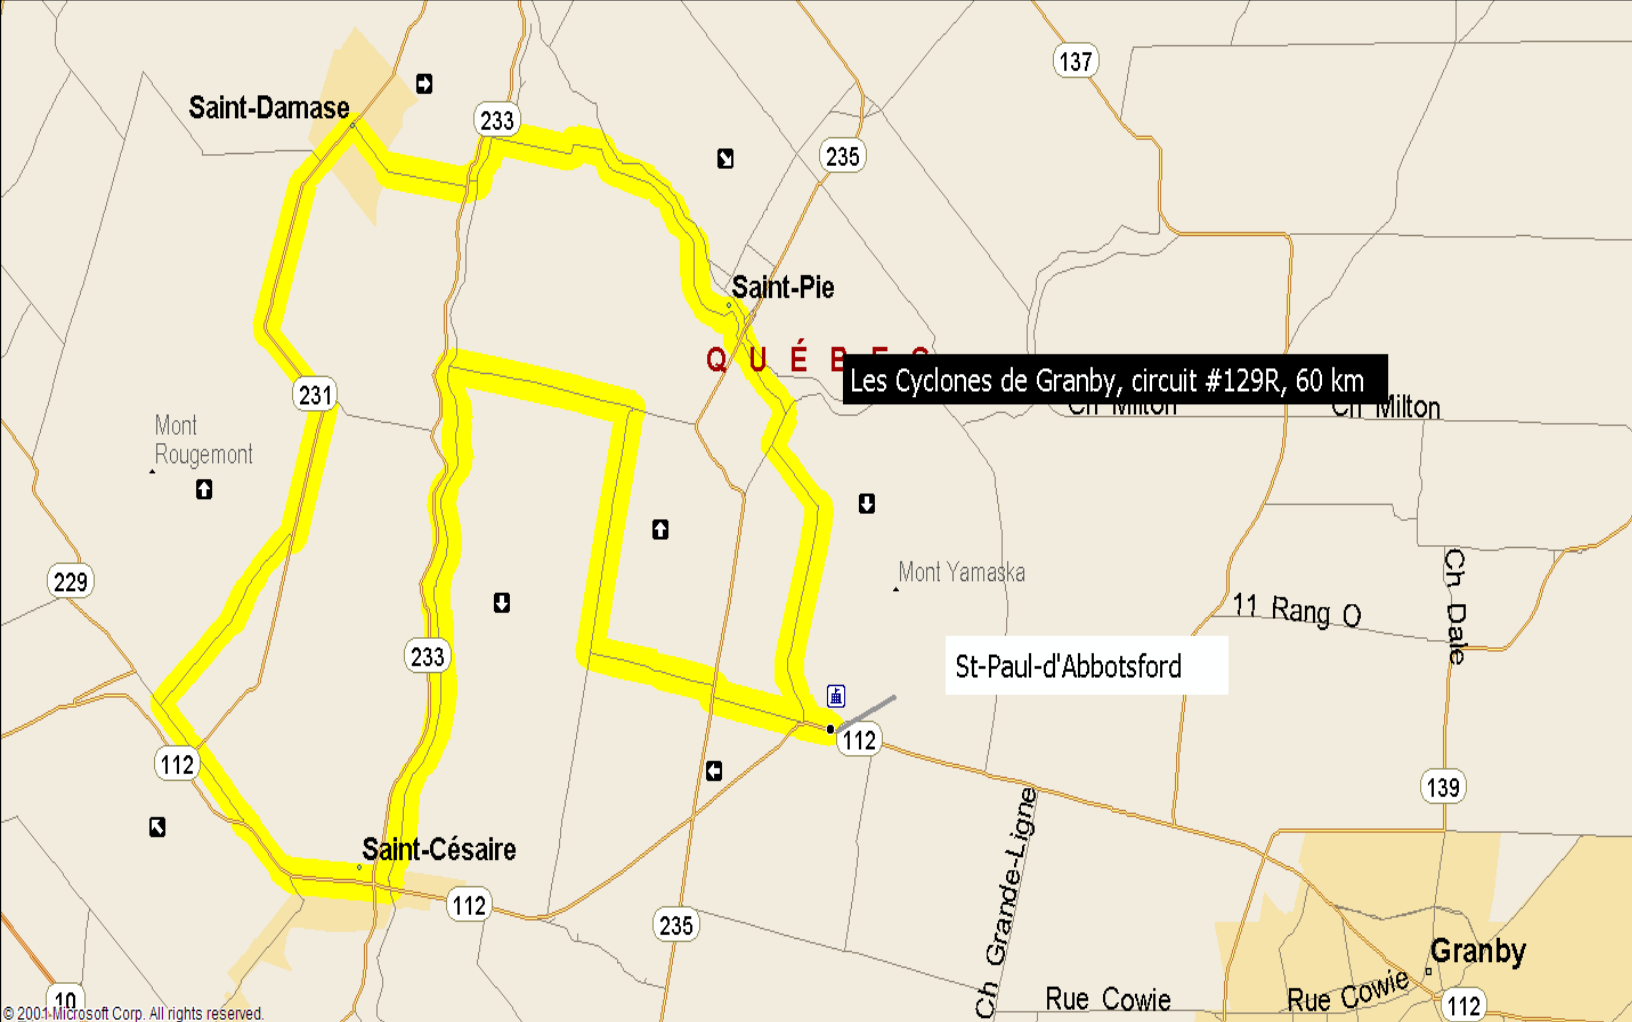 137
Saint-Damase
233
235
Saint-Pie
QUÉBEC
Les Cyclones de Granby, circuit #129R, 60 km
231
Ch Milton
Ch Milton
Mont
Rougemont
Mont Yamaska
229
11 Rang O
Ch Dale
233
St-Paul-d'Abbotsford
112
112
139
Saint-Césaire
112
235
Ch Grande-Ligne
Granby
10
Rue Cowie
Rue Cowie
112
© 2001 Microsoft Corp. All rights reserved.